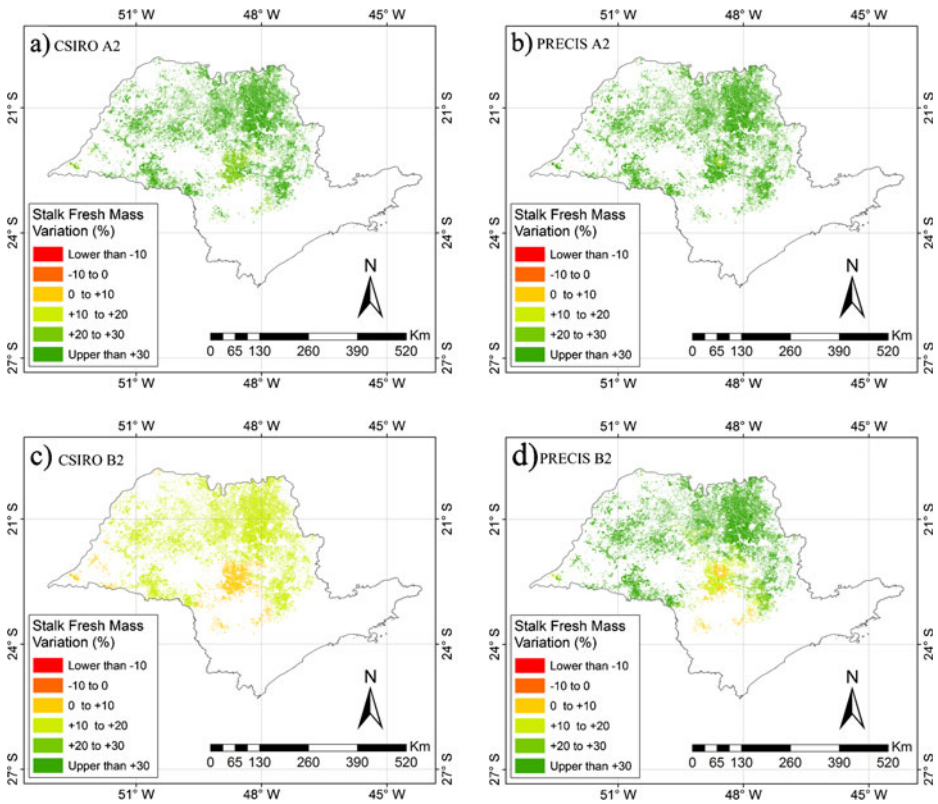 51° W 48° W 45° W
a) CSIRO A2
21° S
24° S
27° S
Stalk Fresh Mass
Variation (%)
Lower than -10
-10 to 0
0 to +10
+10 to +20
+20 to +30
Upper than +30
N
Km
0 65 130 260 390 520
51° W 48° W 45° W
51° W 48° W 45° W
b) PRECIS A2
21° S
21° S
24° S
24° S
27° S
27° S
Stalk Fresh Mass
Variation (%)
Lower than -10
-10 to 0
0 to +10
+10 to +20
+20 to +30
Upper than +30
N
Km
0 65 130 260 390 520
51° W 48° W 45° W
51° W 48° W 45° W
c) CSIRO B2
21° S
24° S
27° S
Stalk Fresh Mass
Variation (%)
Lower than -10
-10 to 0
0 to +10
+10 to +20
+20 to +30
Upper than +30
N
Km
0 65 130 260 390 520
51° W 48° W 45° W
51° W 48° W 45° W
d) PRECIS B2
21° S
21° S
24° S
24° S
27° S
27° S
Stalk Fresh Mass
Variation (%)
Lower than -10
-10 to 0
0 to +10
+10 to +20
+20 to +30
Upper than +30
N
Km
0 65 130 260 390 520
51° W 48° W 45° W